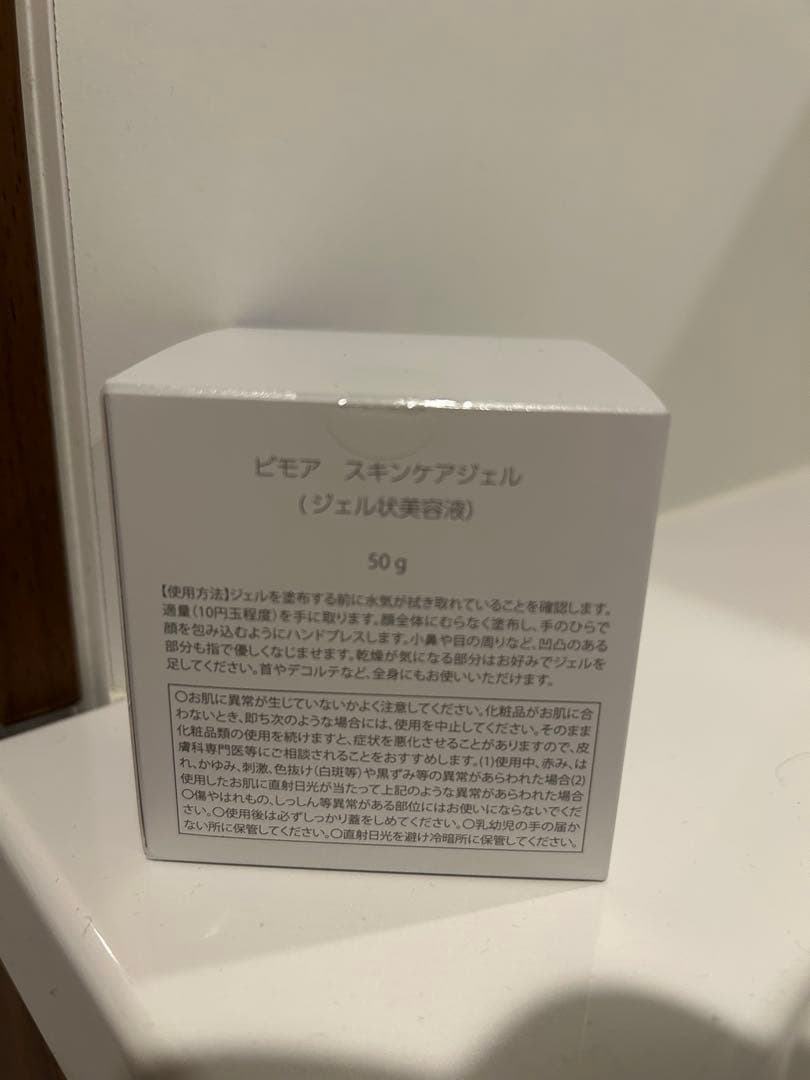 ビモア　スキンケアジェル
(ジェル状美容液)
50g
【使用方法】ジェルを塗布する前に水気が拭き取れていることを確認します。
適量(10円玉程度)を手に取ります。顔全体にむらなく塗布し、手のひらで
顔を包み込むようにハンドプレスします。小鼻や目の周りなど、凹凸のある
部分も指で優しくなじませます。乾燥が気になる部分はお好みでジェルを
足してください。首やデコルテなど、全身にもお使いいただけます。
○お肌に異常が生じていないかよく注意してください。化粧品がお肌に合
わないとき、即ち次のような場合には、使用を中止してください。そのまま
化粧品類の使用を続けますと、症状を悪化させることがありますので、皮
膚科専門医等にご相談されることをおすすめします。(1)使用中、赤み、は
れ、かゆみ、刺激、色抜け(白斑等)や黒ずみ等の異常があらわれた場合(2)
使用したお肌に直射日光が当たって上記のような異常があらわれた場合
○傷やはれもの、しっしん等異常がある部位にはお使いにならないでくだ
さい。○使用後は必ずしっかり蓋をしめてください。○乳幼児の手の届か
ない所に保管してください。○直射日光を避け冷暗所に保管してください。